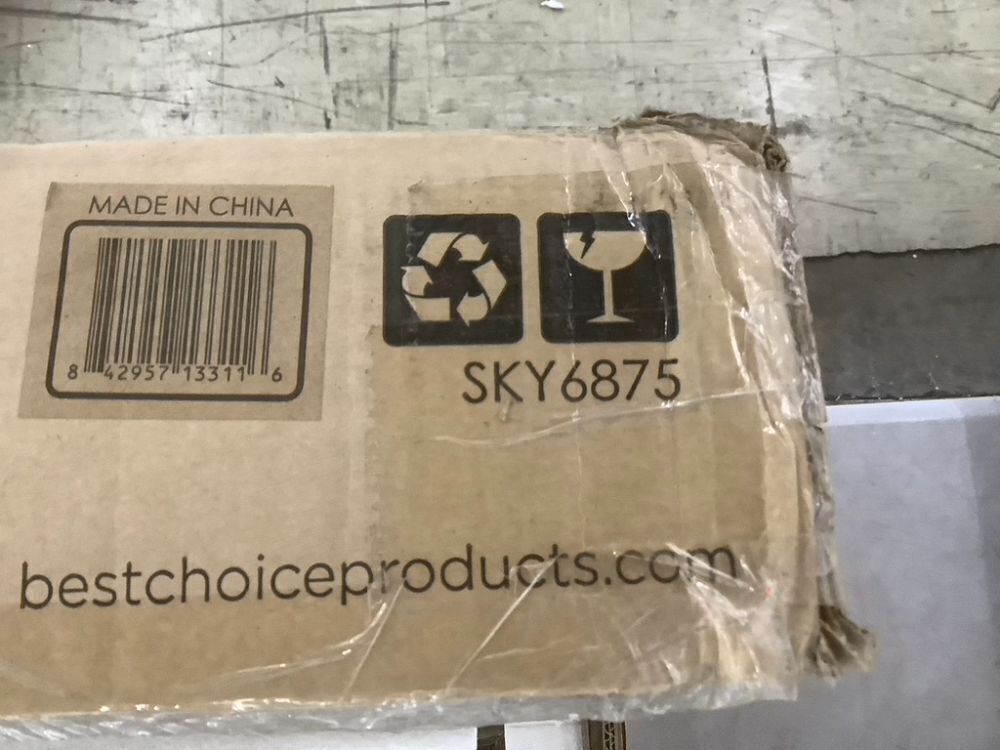 MADE IN CHINA
8 42957 13311 6
SKY6875
bestchoiceproducts.com